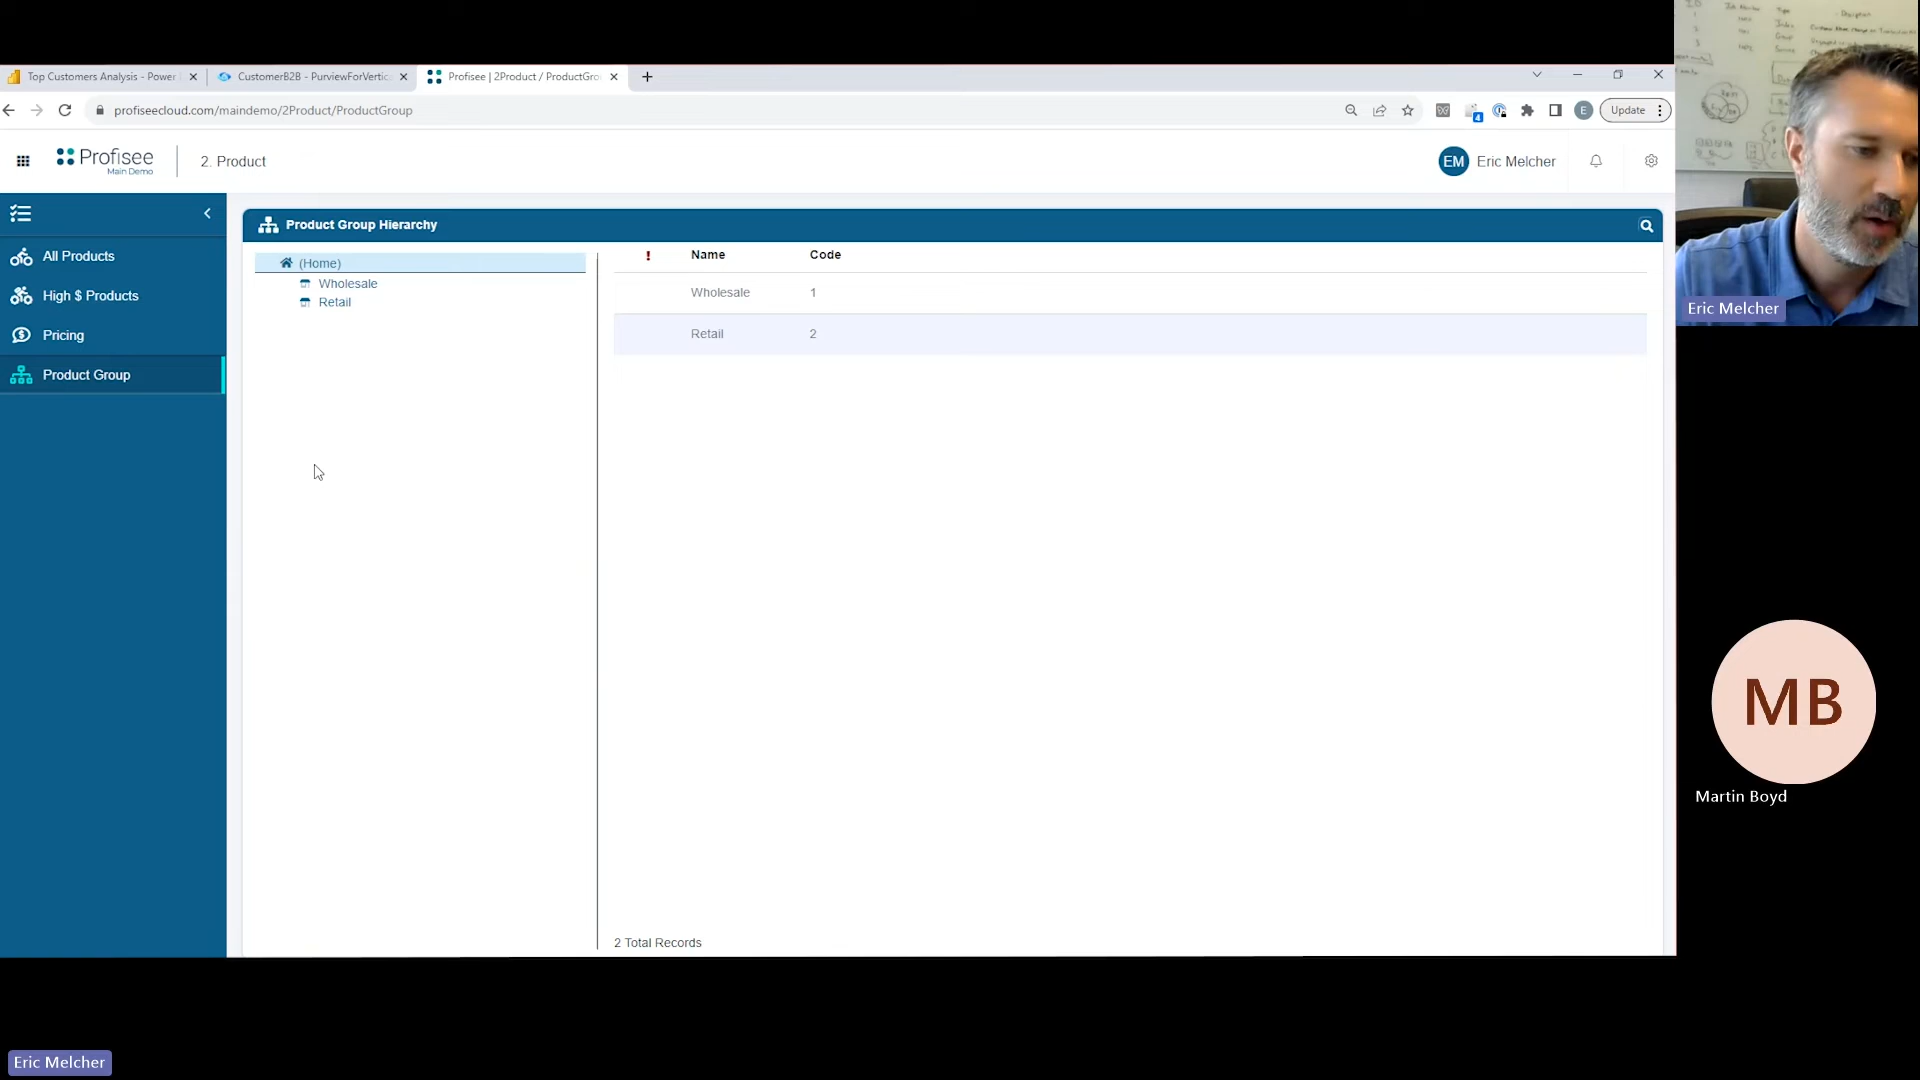 Top Customers Analysis - Power
CustomerB2B - PurviewForVertic
Profisee | 2Product / ProductGro
profiseecloud.com/maindemo/2Product/ProductGroup
4
E
Update
Profisee
Main Demo
2. Product
EM
Eric Melcher
All Products
High $ Products
Pricing
Product Group
Product Group Hierarchy
(Home)
Wholesale
Retail
! Name Code
Wholesale 1
Retail 2
2 Total Records
Eric Melcher
MB
Martin Boyd
Eric Melcher